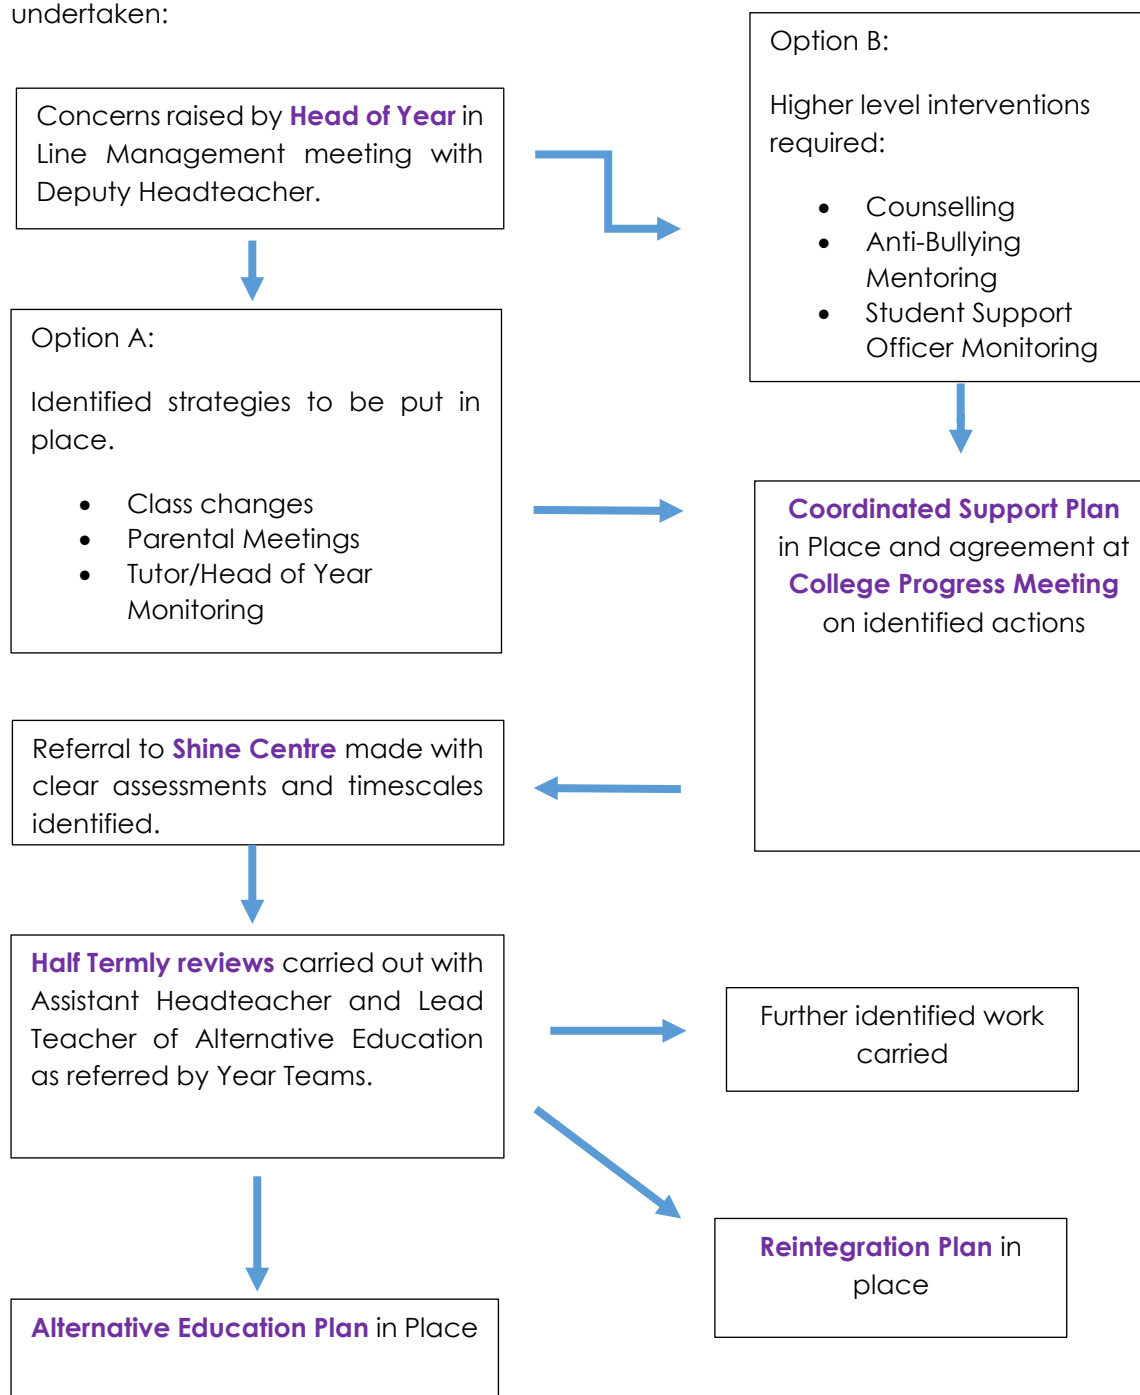 undertaken:
Concerns raised by Head of Year in
Line Management meeting with
Deputy Headteacher.
Option B:
Higher level interventions
required:
• Counselling
• Anti-Bullying
Mentoring
• Student Support
Officer Monitoring
Option A:
Identified strategies to be put in
place.
• Class changes
• Parental Meetings
• Tutor/Head of Year
Monitoring
Coordinated Support Plan
in Place and agreement at
College Progress Meeting
on identified actions
Referral to Shine Centre made with
clear assessments and timescales
identified.
Half Termly reviews carried out with
Assistant Headteacher and Lead
Teacher of Alternative Education
as referred by Year Teams.
Further identified work
carried
Reintegration Plan in
place
Alternative Education Plan in Place